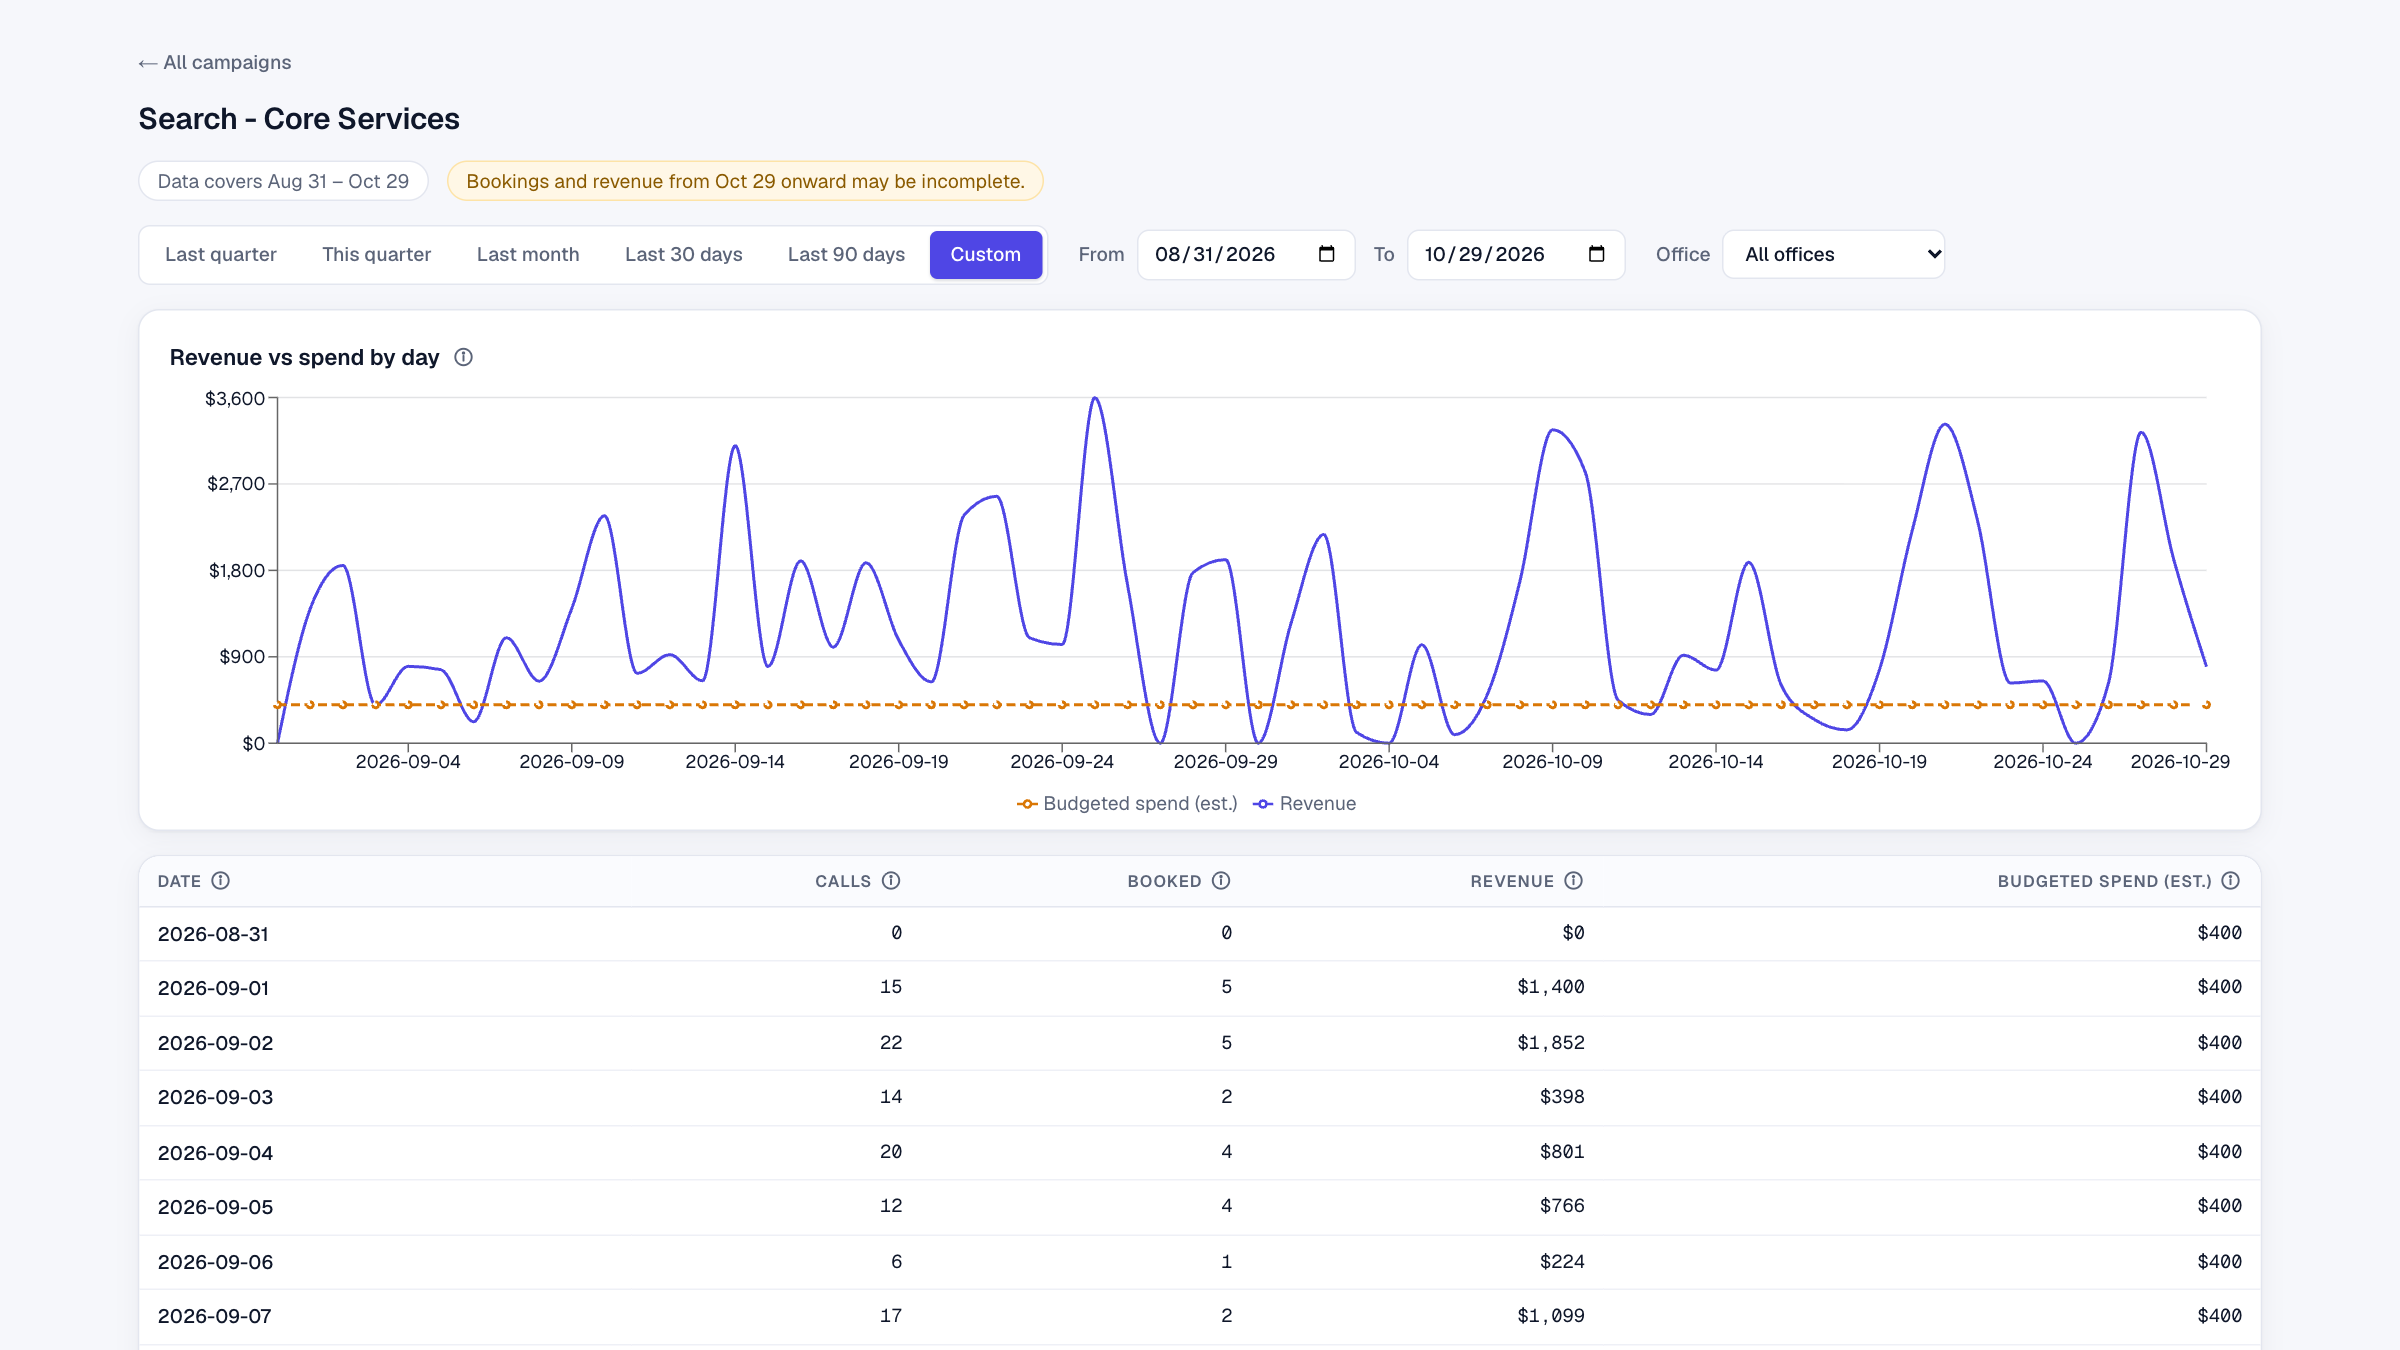 ← All campaigns
Search - Core Services
Data covers Aug 31 – Oct 29
Bookings and revenue from Oct 29 onward may be incomplete.
Last quarter This quarter Last month Last 30 days Last 90 days Custom From 08/31/2026 To 10/29/2026 Office All offices
Revenue vs spend by day
$3,600
$2,700
$1,800
$900
$0
2026-09-04 2026-09-09 2026-09-14 2026-09-19 2026-09-24 2026-09-29 2026-10-04 2026-10-09 2026-10-14 2026-10-19 2026-10-24 2026-10-29
Budgeted spend (est.) Revenue
DATE CALLS BOOKED REVENUE BUDGETED SPEND (EST.)
2026-08-31 0 0 $0 $400
2026-09-01 15 5 $1,400 $400
2026-09-02 22 5 $1,852 $400
2026-09-03 14 2 $398 $400
2026-09-04 20 4 $801 $400
2026-09-05 12 4 $766 $400
2026-09-06 6 1 $224 $400
2026-09-07 17 2 $1,099 $400